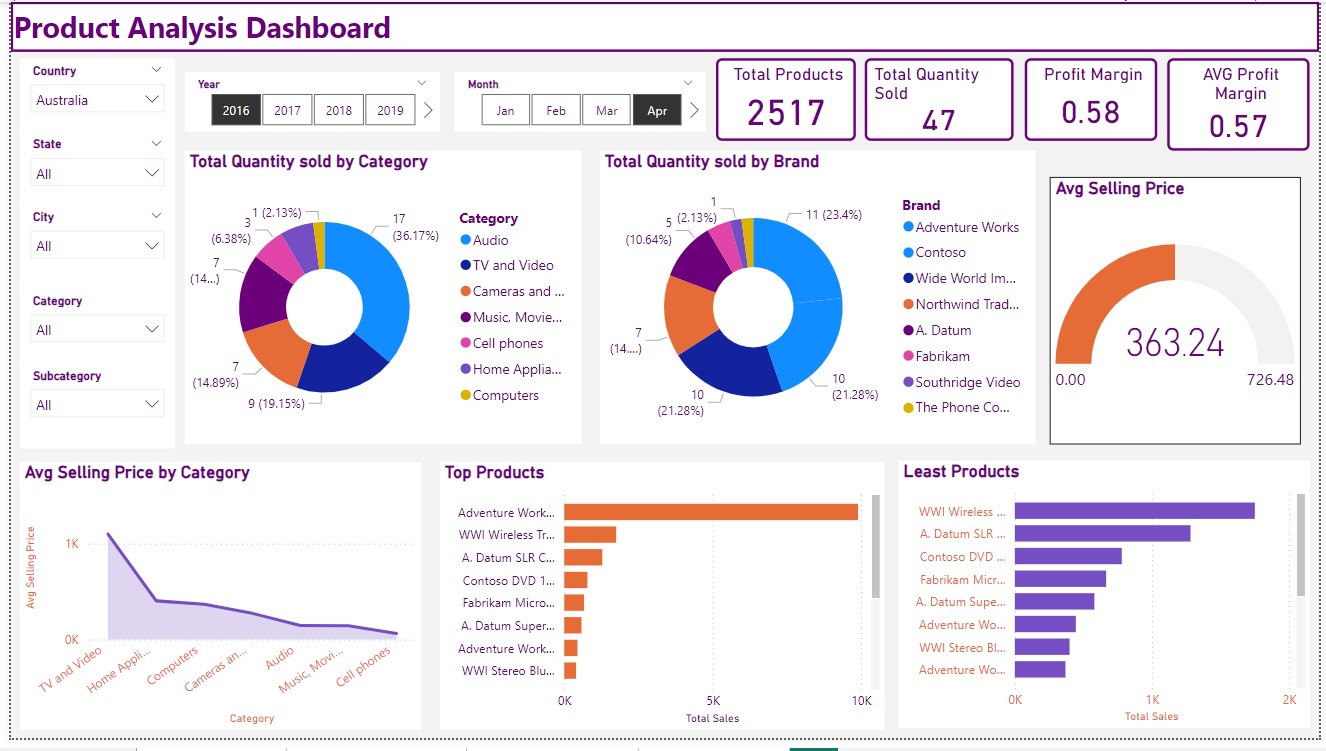 Product Analysis Dashboard
Country
Australia
State
All
City
All
Category
All
Subcategory
All
Year
2016
2017
2018
2019
Month
Jan
Feb
Mar
Apr
Total Products
2517
Total Quantity
Sold
47
Profit Margin
0.58
AVG Profit
Margin
0.57
Total Quantity sold by Category
17
(36.17%)
9 (19.15%)
7
(14.89%)
7
(14...)
3
(6.38%)
1 (2.13%)
Category
Audio
TV and Video
Cameras and ...
Music, Movie...
Cell phones
Home Applia...
Computers
Total Quantity sold by Brand
11 (23.4%)
10
(21.28%)
10
(21.28%)
7
(14....)
5
(10.64%)
1
(2.13%)
Brand
Adventure Works
Contoso
Wide World Im...
Northwind Trad...
A. Datum
Fabrikam
Southridge Video
The Phone Co...
Avg Selling Price
363.24
0.00
726.48
Avg Selling Price by Category
Avg Selling Price
1K
0K
TV and Video
Home Appli...
Computers
Cameras an...
Audio
Music, Movi...
Cell phones
Category
Top Products
Adventure Work...
WWI Wireless Tr...
A. Datum SLR C...
Contoso DVD 1...
Fabrikam Micro...
A. Datum Super...
Adventure Work...
WWI Stereo Blu...
0K
5K
10K
Total Sales
Least Products
WWI Wireless ...
A. Datum SLR ...
Contoso DVD ...
Fabrikam Micr...
A. Datum Supe...
Adventure Wo...
WWI Stereo Bl...
Adventure Wo...
0K
1K
2K
Total Sales